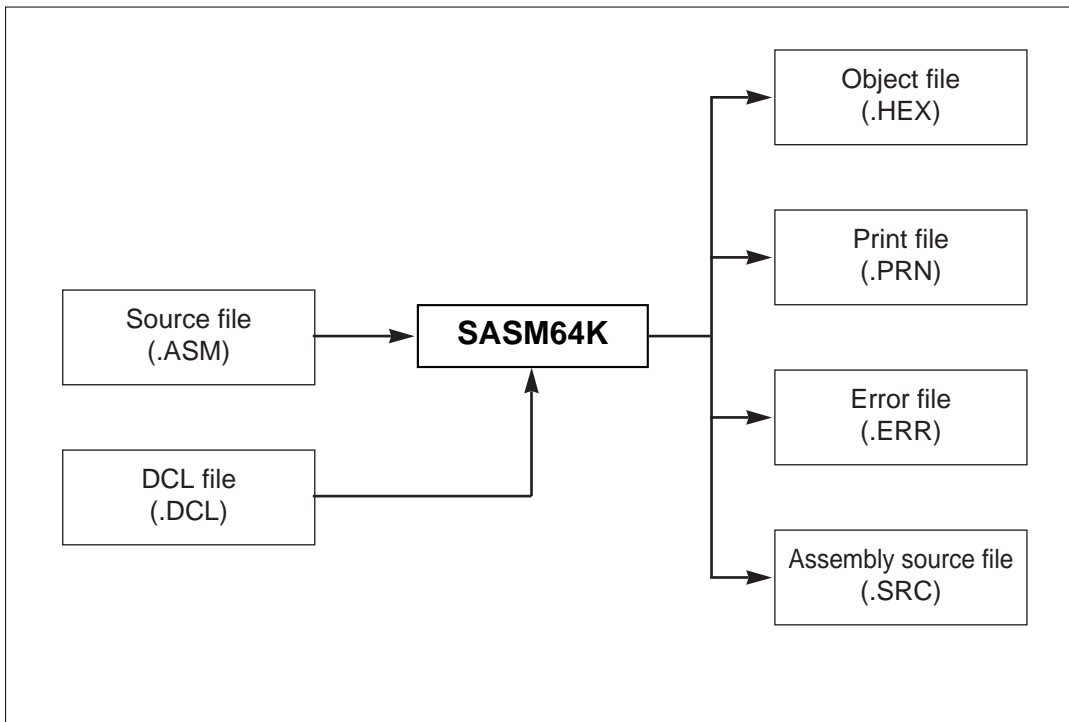 Source file
(.ASM)
DCL file
(.DCL)
SASM64K
Object file
(.HEX)
Print file
(.PRN)
Error file
(.ERR)
Assembly source file
(.SRC)